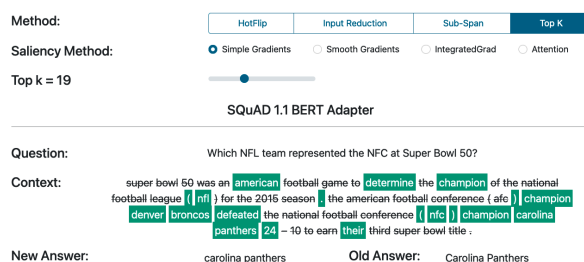 Method: HotFlip Input Reduction Sub-Span Top K
Saliency Method: Simple Gradients Smooth Gradients IntegratedGrad Attention
Top k = 19
SQuAD 1.1 BERT Adapter
Question: Which NFL team represented the NFC at Super Bowl 50?
Context: super bowl 50 was an american football game to determine the champion of the national
football league ( nfl ) for the 2015 season . the american football conference ( afc ) champion
denver broncos defeated the national football conference ( nfc ) champion carolina
panthers 24 – 10 to earn their third super bowl title .
New Answer: carolina panthers Old Answer: Carolina Panthers